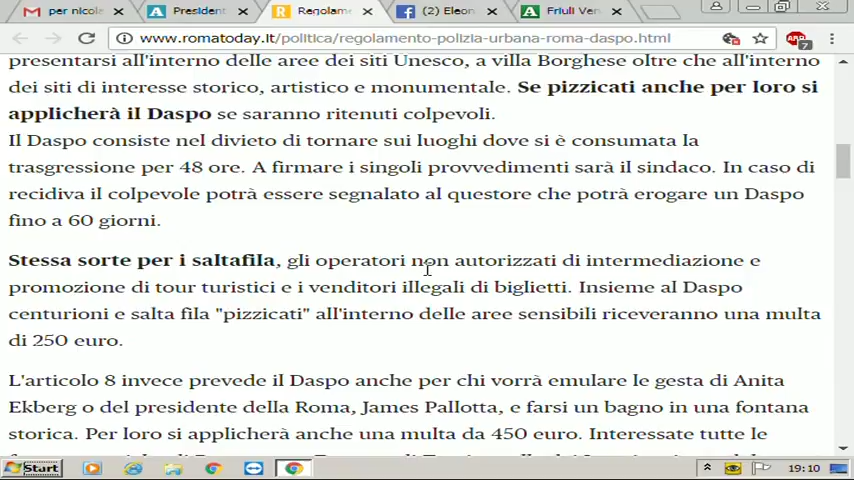 per nicola
President
Regolame
(2) Eleon
Friuli Ven
www.romatoday.it/politica/regolamento-polizia-urbana-roma-daspo.html
7
presentarsi all'interno delle aree dei siti Unesco, a villa Borghese oltre che all'interno
dei siti di interesse storico, artistico e monumentale. Se pizzicati anche per loro si
applicherà il Daspo se saranno ritenuti colpevoli.
Il Daspo consiste nel divieto di tornare sui luoghi dove si è consumata la
trasgressione per 48 ore. A firmare i singoli provvedimenti sarà il sindaco. In caso di
recidiva il colpevole potrà essere segnalato al questore che potrà erogare un Daspo
fino a 60 giorni.
Stessa sorte per i saltafila, gli operatori non autorizzati di intermediazione e
promozione di tour turistici e i venditori illegali di biglietti. Insieme al Daspo
centurioni e salta fila "pizzicati" all'interno delle aree sensibili riceveranno una multa
di 250 euro.
L'articolo 8 invece prevede il Daspo anche per chi vorrà emulare le gesta di Anita
Ekberg o del presidente della Roma, James Pallotta, e farsi un bagno in una fontana
storica. Per loro si applicherà anche una multa da 450 euro. Interessate tutte le
Start
19:10